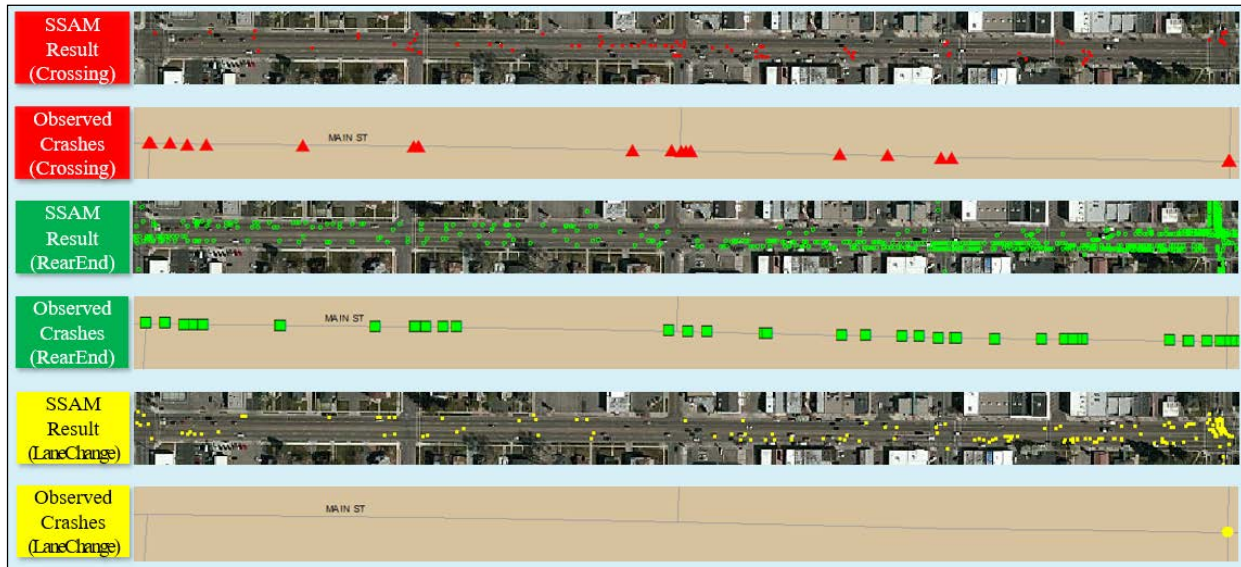 SSAM
Result
(Crossing)
Observed
Crashes
(Crossing)
MAIN ST
SSAM
Result
(RearEnd)
Observed
Crashes
(RearEnd)
MAIN ST
SSAM
Result
(LaneChange)
Observed
Crashes
(LaneChange)
MAIN ST